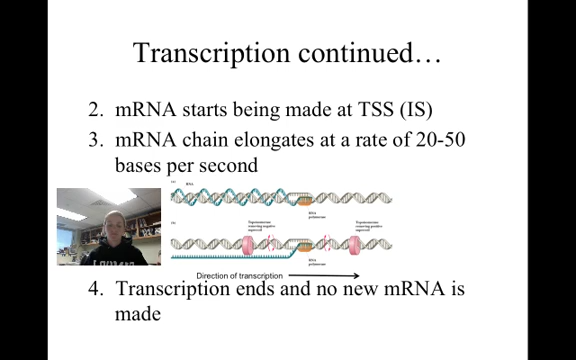 Transcription continued…
2. mRNA starts being made at TSS (IS)
3. mRNA chain elongates at a rate of 20-50
bases per second
RNA
Direction of transcription
4. Transcription ends and no new mRNA is
made